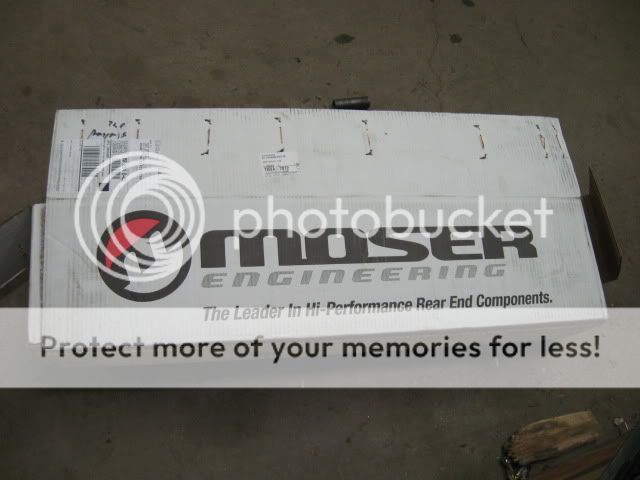 photobucket
MOSER
ENGINEERING
The Leader In Hi-Performance Rear End Components.
Protect more of your memories for less!